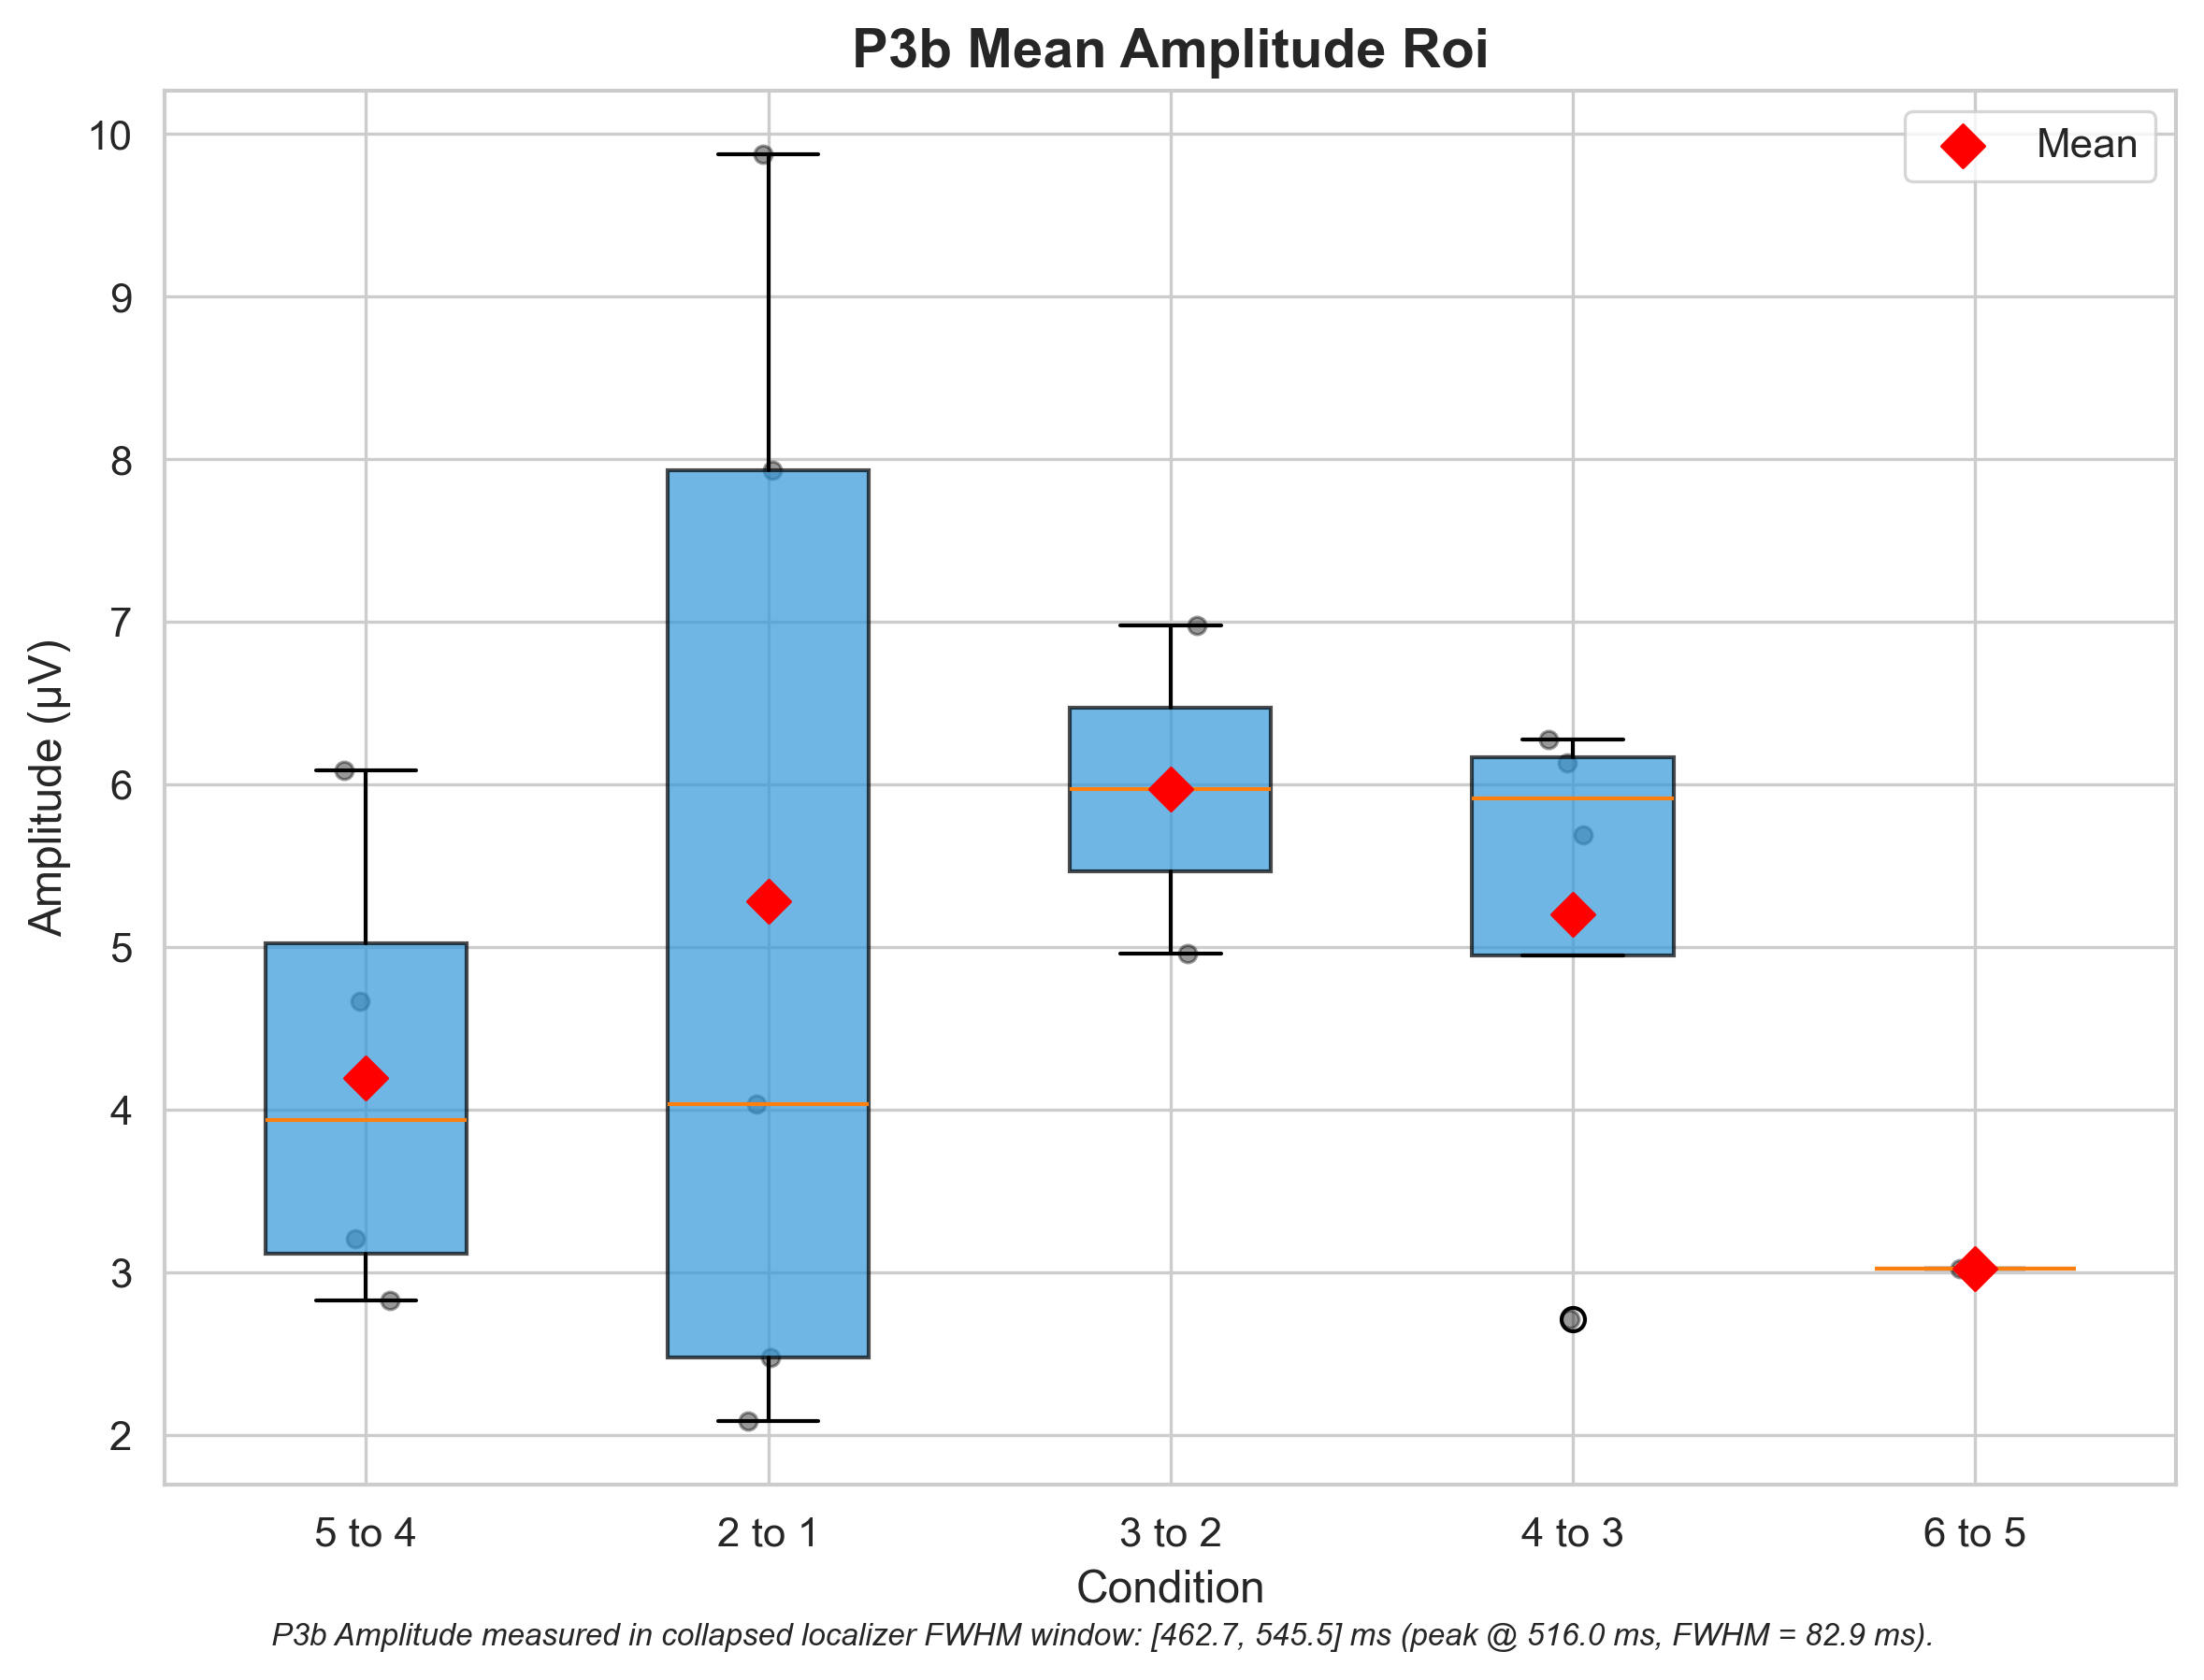 P3b Mean Amplitude Roi
Mean
10
9
8
7
6
5
4
3
2
Amplitude (µV)
5 to 4 2 to 1 3 to 2 4 to 3 6 to 5
Condition
P3b Amplitude measured in collapsed localizer FWHM window: [462.7, 545.5] ms (peak @ 516.0 ms, FWHM = 82.9 ms).